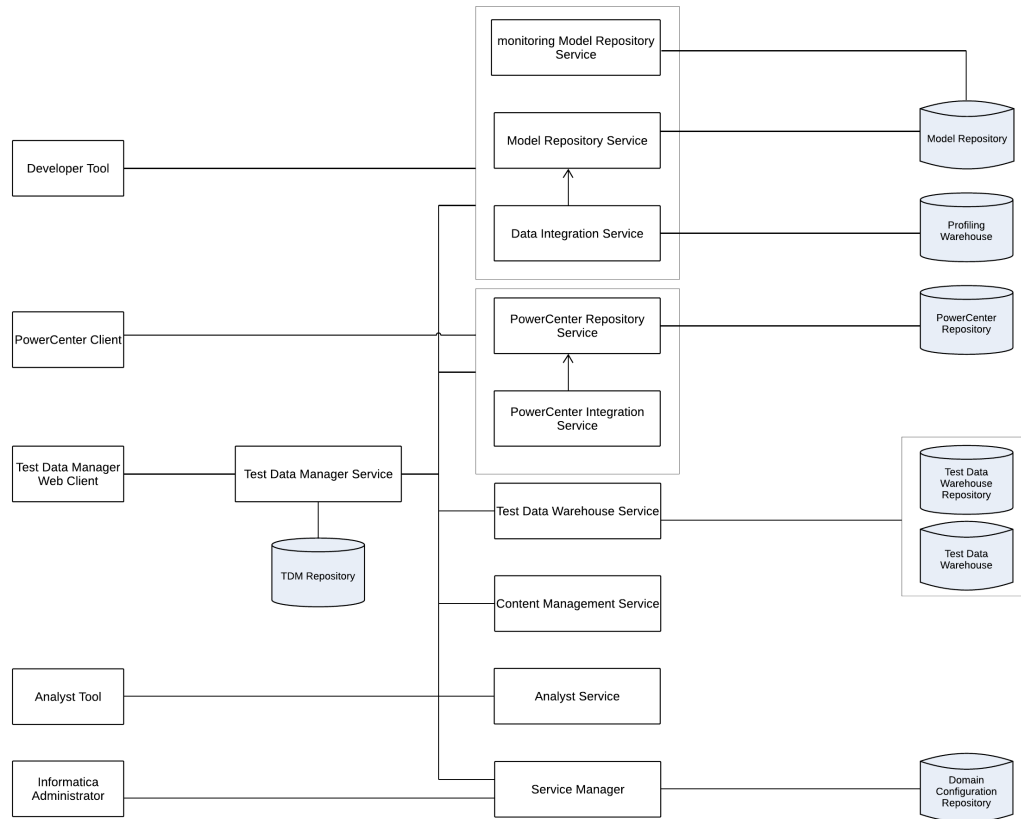 monitoring Model Repository
Service
Model Repository Service
Model Repository
Developer Tool
Data Integration Service
Profiling
Warehouse
PowerCenter Client
PowerCenter Repository
Service
PowerCenter
Repository
PowerCenter Integration
Service
Test Data Manager
Web Client
Test Data Manager Service
TDM Repository
Test Data Warehouse Service
Test Data
Warehouse
Repository
Test Data
Warehouse
Content Management Service
Analyst Tool
Analyst Service
Informatica
Administrator
Service Manager
Domain
Configuration
Repository